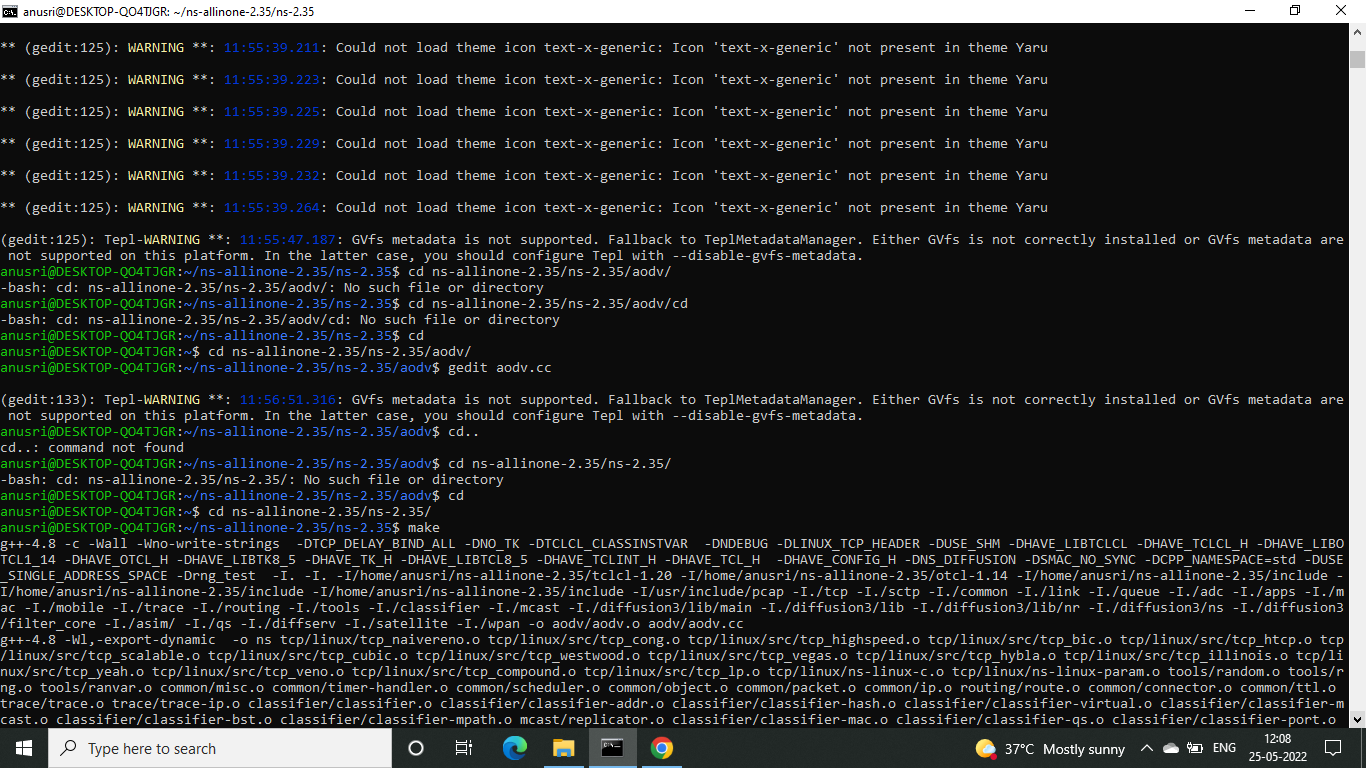 anusri@DESKTOP-QO4TJGR: ~/ns-allinone-2.35/ns-2.35
** (gedit:125): WARNING **: 11:55:39.211: Could not load theme icon text-x-generic: Icon 'text-x-generic' not present in theme Yaru
** (gedit:125): WARNING **: 11:55:39.223: Could not load theme icon text-x-generic: Icon 'text-x-generic' not present in theme Yaru
** (gedit:125): WARNING **: 11:55:39.225: Could not load theme icon text-x-generic: Icon 'text-x-generic' not present in theme Yaru
** (gedit:125): WARNING **: 11:55:39.229: Could not load theme icon text-x-generic: Icon 'text-x-generic' not present in theme Yaru
** (gedit:125): WARNING **: 11:55:39.232: Could not load theme icon text-x-generic: Icon 'text-x-generic' not present in theme Yaru
** (gedit:125): WARNING **: 11:55:39.264: Could not load theme icon text-x-generic: Icon 'text-x-generic' not present in theme Yaru
(gedit:125): Tepl-WARNING **: 11:55:47.187: GVfs metadata is not supported. Fallback to TeplMetadataManager. Either GVfs is not correctly installed or GVfs metadata are
not supported on this platform. In the latter case, you should configure Tepl with --disable-gvfs-metadata.
anusri@DESKTOP-QO4TJGR:~/ns-allinone-2.35/ns-2.35$ cd ns-allinone-2.35/ns-2.35/aodv/
-bash: cd: ns-allinone-2.35/ns-2.35/aodv/: No such file or directory
anusri@DESKTOP-QO4TJGR:~/ns-allinone-2.35/ns-2.35$ cd ns-allinone-2.35/ns-2.35/aodv/cd
-bash: cd: ns-allinone-2.35/ns-2.35/aodv/cd: No such file or directory
anusri@DESKTOP-QO4TJGR:~/ns-allinone-2.35/ns-2.35$ cd
anusri@DESKTOP-QO4TJGR:~$ cd ns-allinone-2.35/ns-2.35/aodv/
anusri@DESKTOP-QO4TJGR:~/ns-allinone-2.35/ns-2.35/aodv$ gedit aodv.cc
(gedit:133): Tepl-WARNING **: 11:56:51.316: GVfs metadata is not supported. Fallback to TeplMetadataManager. Either GVfs is not correctly installed or GVfs metadata are
not supported on this platform. In the latter case, you should configure Tepl with --disable-gvfs-metadata.
anusri@DESKTOP-QO4TJGR:~/ns-allinone-2.35/ns-2.35/aodv$ cd..
cd..: command not found
anusri@DESKTOP-QO4TJGR:~/ns-allinone-2.35/ns-2.35/aodv$ cd ns-allinone-2.35/ns-2.35/
-bash: cd: ns-allinone-2.35/ns-2.35/: No such file or directory
anusri@DESKTOP-QO4TJGR:~/ns-allinone-2.35/ns-2.35/aodv$ cd
anusri@DESKTOP-QO4TJGR:~$ cd ns-allinone-2.35/ns-2.35/
anusri@DESKTOP-QO4TJGR:~/ns-allinone-2.35/ns-2.35$ make
g++-4.8 -c -Wall -Wno-write-strings  -DTCP_DELAY_BIND_ALL -DNO_TK -DTCLCL_CLASSINSTVAR  -DNDEBUG -DLINUX_TCP_HEADER -DUSE_SHM -DHAVE_LIBTCLCL -DHAVE_TCLCL_H -DHAVE_LIBO
TCL1_14 -DHAVE_OTCL_H -DHAVE_LIBTK8_5 -DHAVE_TK_H -DHAVE_LIBTCL8_5 -DHAVE_TCLINT_H -DHAVE_TCL_H  -DHAVE_CONFIG_H -DNS_DIFFUSION -DSMAC_NO_SYNC -DCPP_NAMESPACE=std -DUSE
_SINGLE_ADDRESS_SPACE -Drng_test  -I. -I. -I/home/anusri/ns-allinone-2.35/tclcl-1.20 -I/home/anusri/ns-allinone-2.35/otcl-1.14 -I/home/anusri/ns-allinone-2.35/include -
I/home/anusri/ns-allinone-2.35/include -I/home/anusri/ns-allinone-2.35/include -I/usr/include/pcap -I./tcp -I./sctp -I./common -I./link -I./queue -I./adc -I./apps -I./m
ac -I./mobile -I./trace -I./routing -I./tools -I./classifier -I./mcast -I./diffusion3/lib/main -I./diffusion3/lib -I./diffusion3/lib/nr -I./diffusion3/ns -I./diffusion3
/filter_core -I./asim/ -I./qs -I./diffserv -I./satellite -I./wpan -o aodv/aodv.o aodv/aodv.cc
g++-4.8 -Wl,-export-dynamic  -o ns tcp/linux/tcp_naivereno.o tcp/linux/src/tcp_cong.o tcp/linux/src/tcp_highspeed.o tcp/linux/src/tcp_bic.o tcp/linux/src/tcp_htcp.o tcp
/linux/src/tcp_scalable.o tcp/linux/src/tcp_cubic.o tcp/linux/src/tcp_westwood.o tcp/linux/src/tcp_vegas.o tcp/linux/src/tcp_hybla.o tcp/linux/src/tcp_illinois.o tcp/li
nux/src/tcp_yeah.o tcp/linux/src/tcp_veno.o tcp/linux/src/tcp_compound.o tcp/linux/src/tcp_lp.o tcp/linux/ns-linux-c.o tcp/linux/ns-linux-param.o tools/random.o tools/r
ng.o tools/ranvar.o common/misc.o common/timer-handler.o common/scheduler.o common/object.o common/packet.o common/ip.o routing/route.o common/connector.o common/ttl.o
trace/trace.o trace/trace-ip.o classifier/classifier.o classifier/classifier-addr.o classifier/classifier-hash.o classifier/classifier-virtual.o classifier/classifier-m
cast.o classifier/classifier-bst.o classifier/classifier-mpath.o mcast/replicator.o classifier/classifier-mac.o classifier/classifier-qs.o classifier/classifier-port.o
Type here to search
37°C Mostly sunny
ENG
12:08
25-05-2022